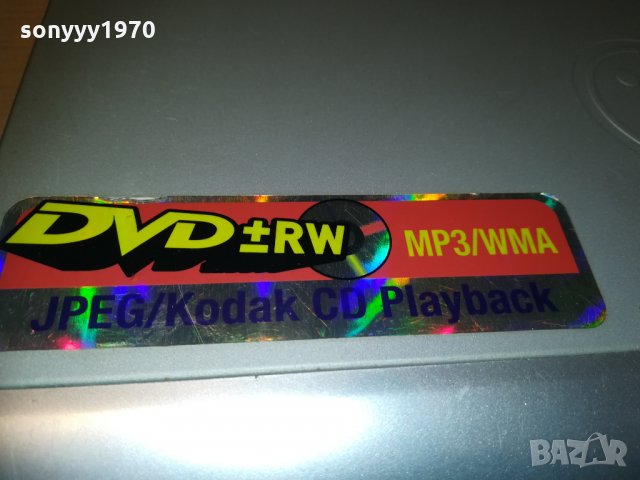 sonyyy1970
DVD±RW MP3/WMA
JPEG/Kodak CD Playback
BAZAR